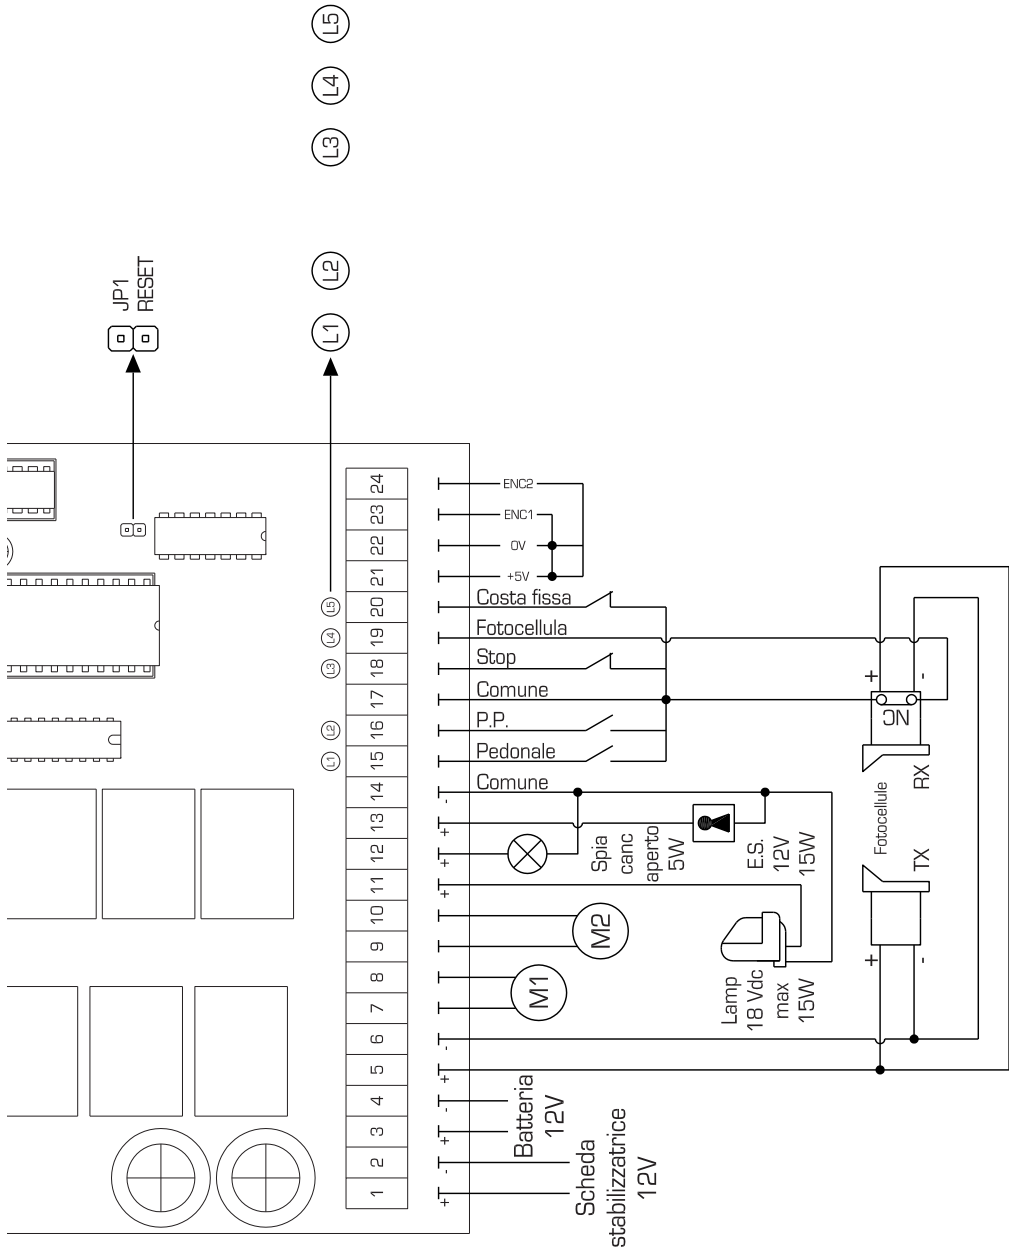 L5
L4
L3
L2
L1
JP1
RESET
24
23
22
21
20
19
18
17
16
15
14
13
12
11
10
9
8
7
6
5
4
3
2
1
L5
L4
L3
L2
L1
ENC2
ENC1
0V
+5V
Costa fissa
Fotocellula
Stop
Comune
P.P.
Pedonale
Comune
-
+
+
+
-
+
-
+
-
+
Spia
canc
aperto
5W
E.S.
12V
15W
M2
M1
Lamp
18 Vdc
max
15W
Batteria
12V
Scheda
stabilizzatrice
12V
+
-
NC
RX
Fotocellule
TX
+
-